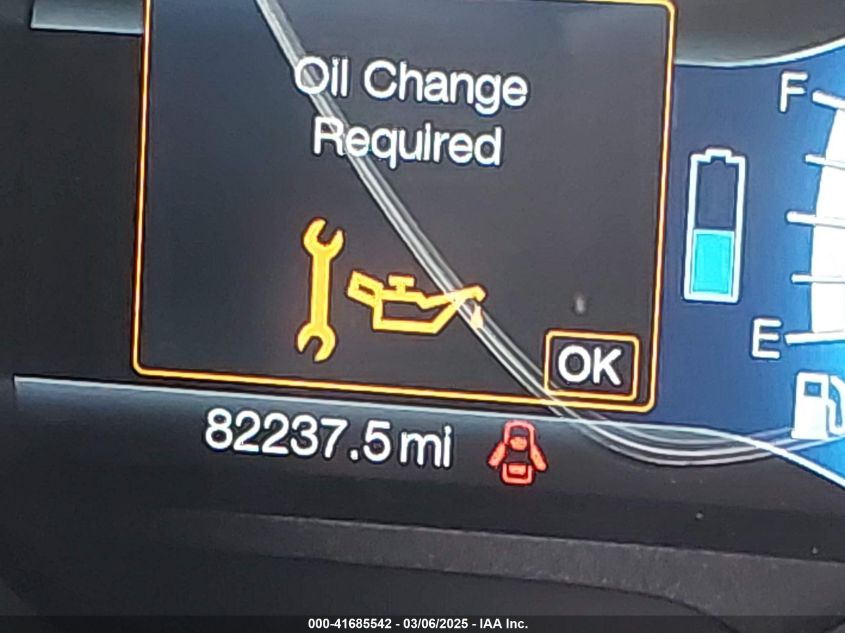 Oil Change
Required
F
E
OK
82237.5 mi
000-41685542 - 03/06/2025 - IAA Inc.